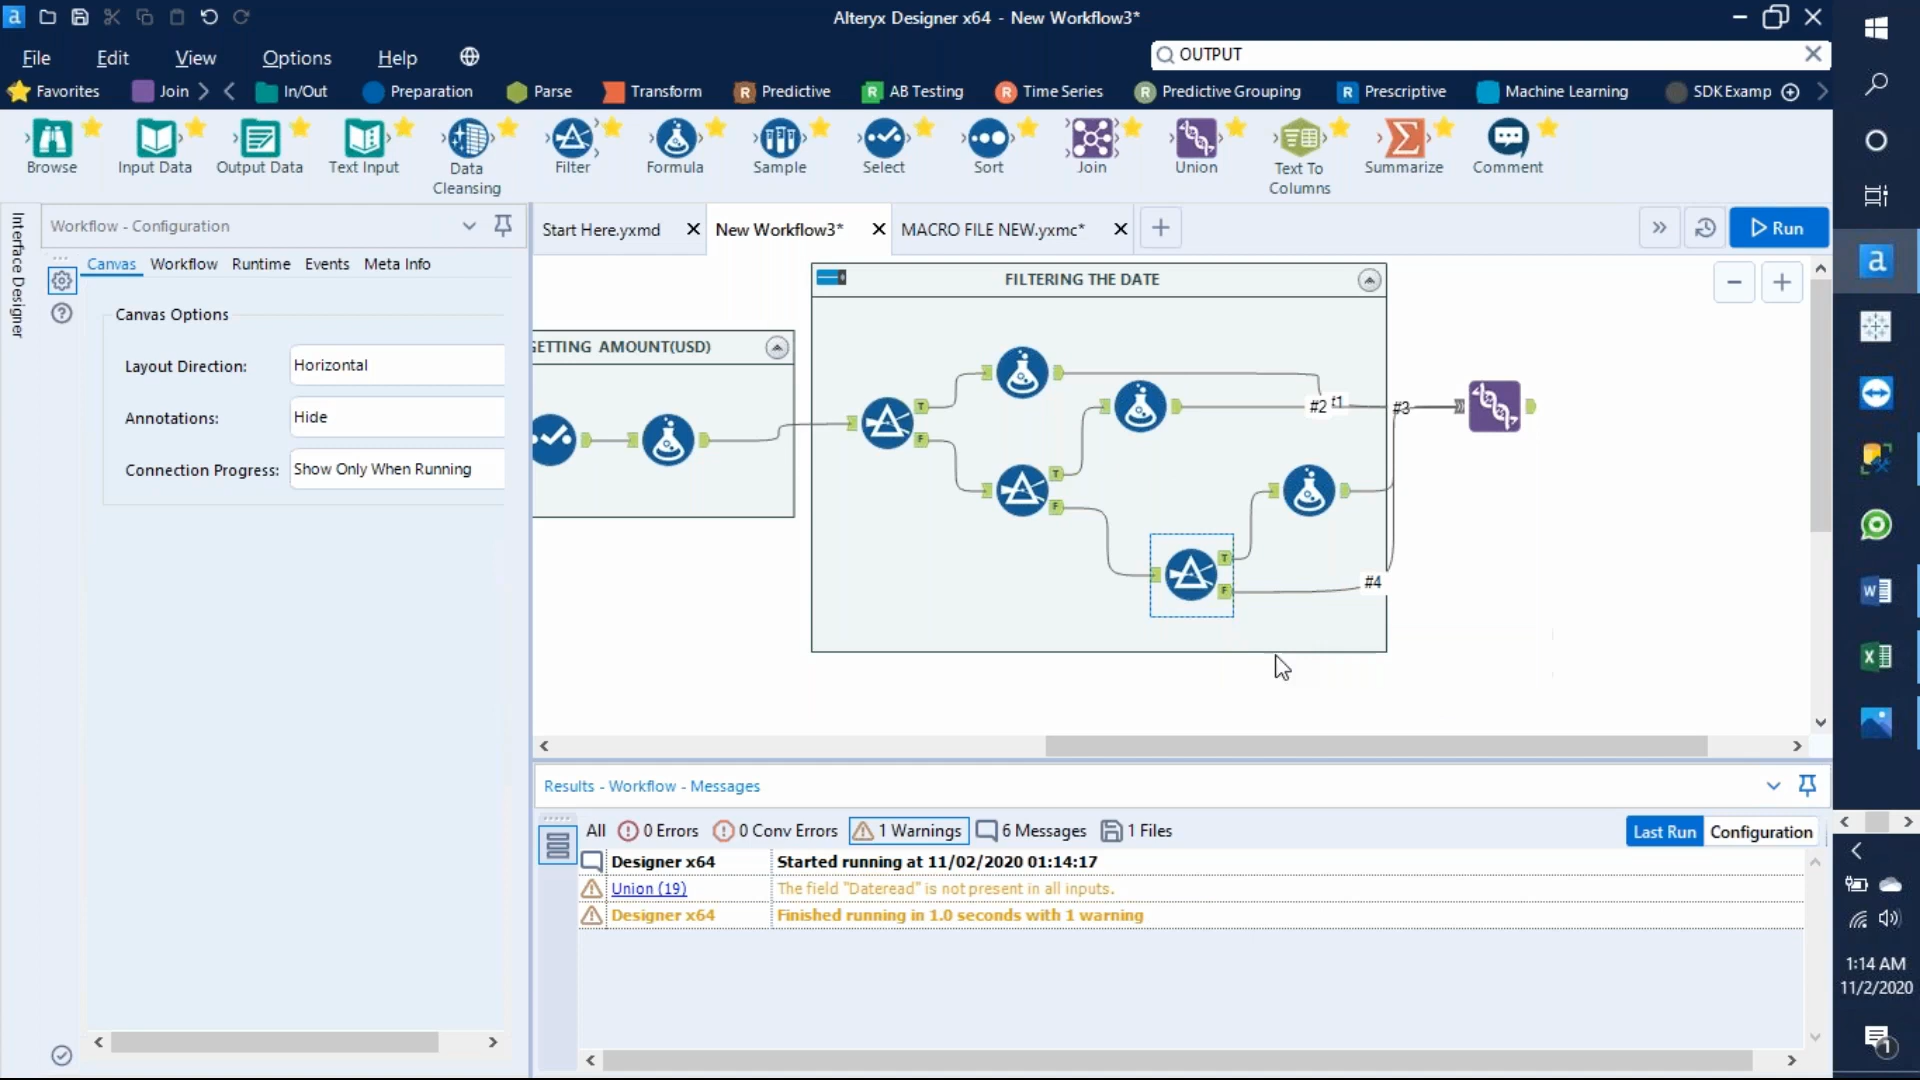 Alteryx Designer x64 - New Workflow3*
File Edit View Options Help
OUTPUT
Favorites Join In/Out Preparation Parse Transform Predictive AB Testing Time Series Predictive Grouping Prescriptive Machine Learning SDK Examp
Browse Input Data Output Data Text Input Data Cleansing Filter Formula Sample Select Sort Join Union Text To Columns Summarize Comment
Interface Designer
Workflow - Configuration
Start Here.yxmd New Workflow3* MACRO FILE NEW.yxmc*
Run
Canvas Workflow Runtime Events Meta Info
Canvas Options
Layout Direction: Horizontal
Annotations: Hide
Connection Progress: Show Only When Running
FILTERING THE DATE
GETTING AMOUNT(USD)
T
F
#2
#3
T
F
T
F
#4
Results - Workflow - Messages
All 0 Errors 0 Conv Errors 1 Warnings 6 Messages 1 Files
Last Run Configuration
Designer x64 Started running at 11/02/2020 01:14:17
Union (19) The field "Dateread" is not present in all inputs.
Designer x64 Finished running in 1.0 seconds with 1 warning
1:14 AM
11/2/2020
1